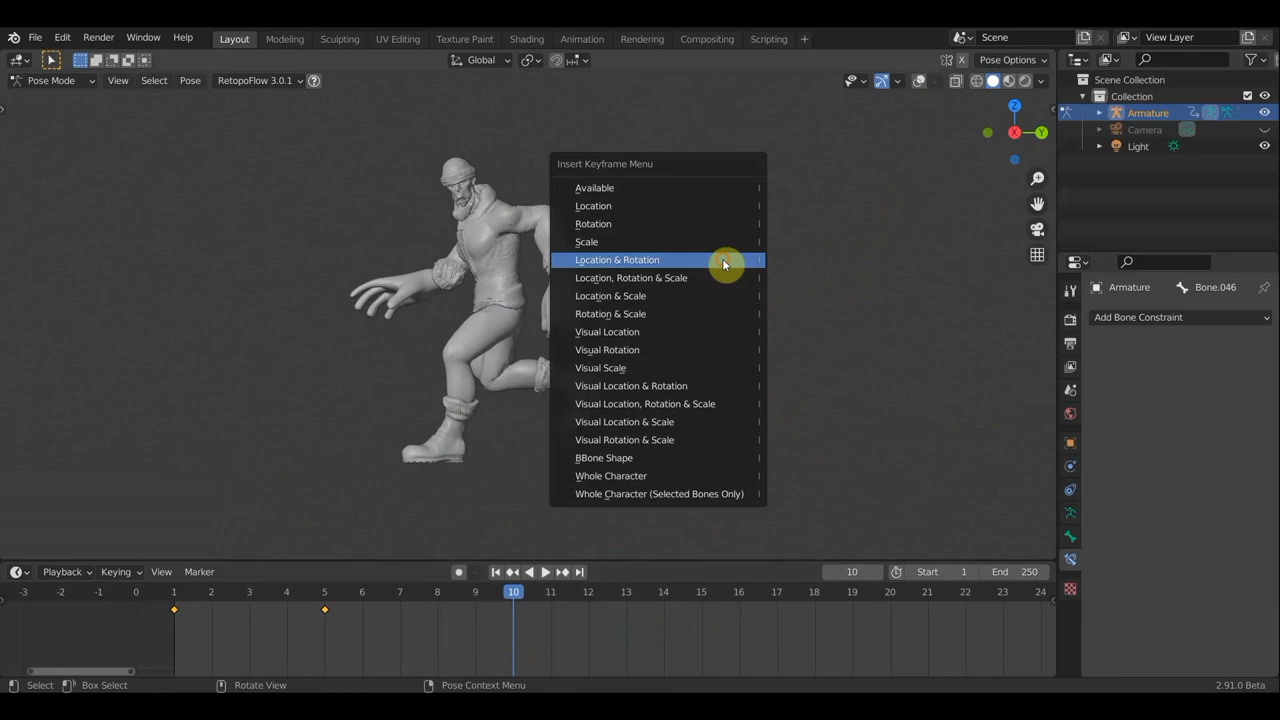 File Edit Render Window Help Layout Modeling Sculpting UV Editing Texture Paint Shading Animation Rendering Compositing Scripting + Scene View Layer
Global Pose Options
Pose Mode View Select Pose RetopoFlow 3.0.1 ?
Scene Collection
Collection
Armature
Camera
Light
Z
X
Y
Insert Keyframe Menu
Available I
Location I
Rotation I
Scale I
Location & Rotation
Location, Rotation & Scale I
Location & Scale I
Rotation & Scale I
Visual Location I
Visual Rotation I
Visual Scale I
Visual Location & Rotation I
Visual Location, Rotation & Scale I
Visual Location & Scale I
Visual Rotation & Scale I
BBone Shape I
Whole Character I
Whole Character (Selected Bones Only) I
Armature Bone.046
Add Bone Constraint
Playback Keying View Marker 10 Start 1 End 250
-3 -2 -1 0 1 2 3 4 5 6 7 8 9 10 11 12 13 14 15 16 17 18 19 20 21 22 23 24
Select Box Select Rotate View Pose Context Menu 2.91.0 Beta